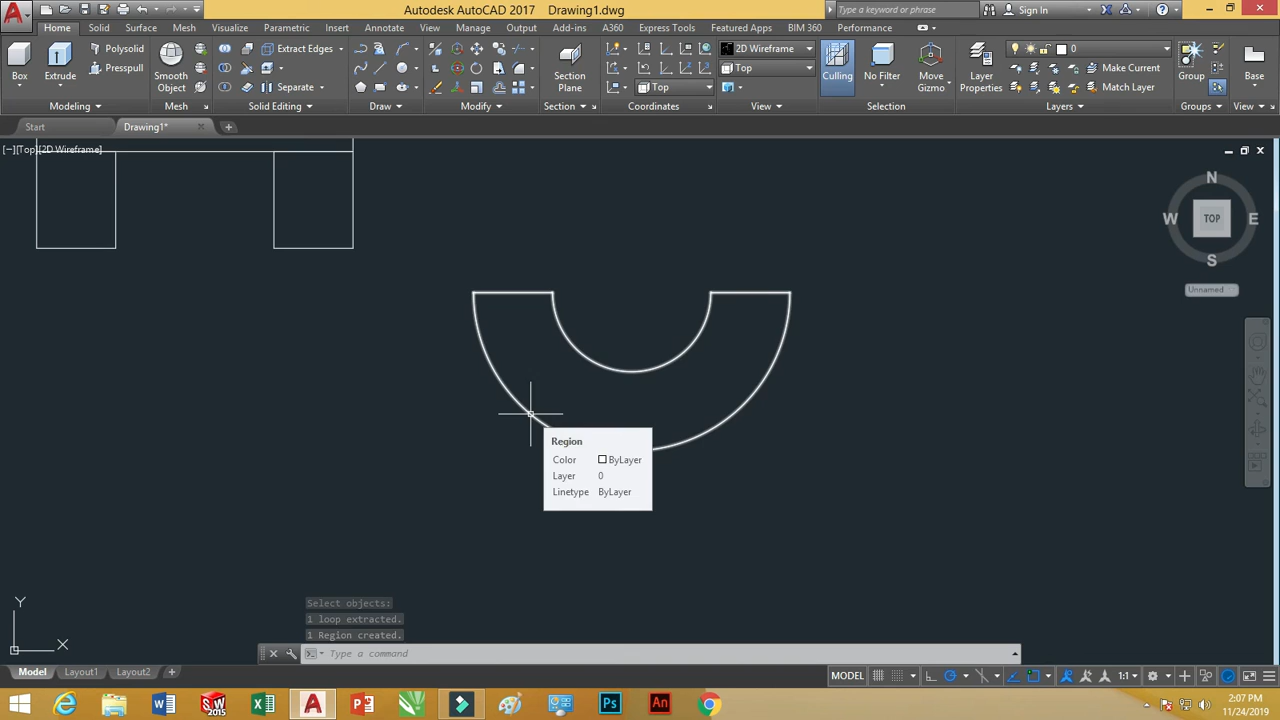 Autodesk AutoCAD 2017 Drawing1.dwg
Type a keyword or phrase
Sign In
Home Solid Surface Mesh Visualize Parametric Insert Annotate View Manage Output Add-ins A360 Express Tools Featured Apps BIM 360 Performance
Box
Extrude
Polysolid
Presspull
Smooth
Object
Extract Edges
Separate
Section
Plane
2D Wireframe
Top
Top
Culling
No Filter
Move
Gizmo
Layer
Properties
0
Make Current
Match Layer
Group
Base
Modeling
Mesh
Solid Editing
Draw
Modify
Section
Coordinates
View
Selection
Layers
Groups
View
Start
Drawing1*
[−][Top][2D Wireframe]
N
W
TOP
E
S
Unnamed
Region
Color ByLayer
Layer 0
Linetype ByLayer
Y
X
Select objects:
1 loop extracted.
1 Region created.
Type a command
Model Layout1 Layout2
MODEL
1:1
SW
2015
Ps
An
2:07 PM
11/24/2019